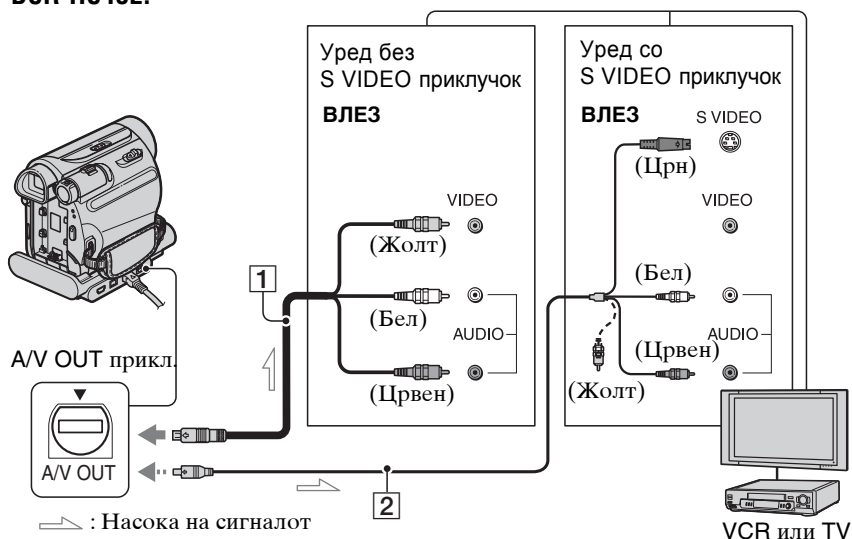 Уред без
S VIDEO приклучок
ВЛЕЗ
VIDEO
(Жолт)
(Бел)
AUDIO
(Црвен)
Уред со
S VIDEO приклучок
ВЛЕЗ
S VIDEO
(Црн)
VIDEO
(Бел)
AUDIO
(Црвен)
(Жолт)
1
A/V OUT прикл.
A/V OUT
2
: Насока на сигналот
VCR или TV